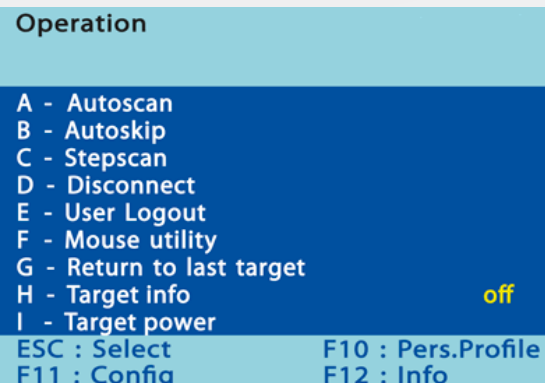 Operation
A - Autoscan
B - Autoskip
C - Stepscan
D - Disconnect
E - User Logout
F - Mouse utility
G - Return to last target
H - Target info off
I - Target power
ESC : Select F10 : Pers.Profile
F11 : Config F12 : Info